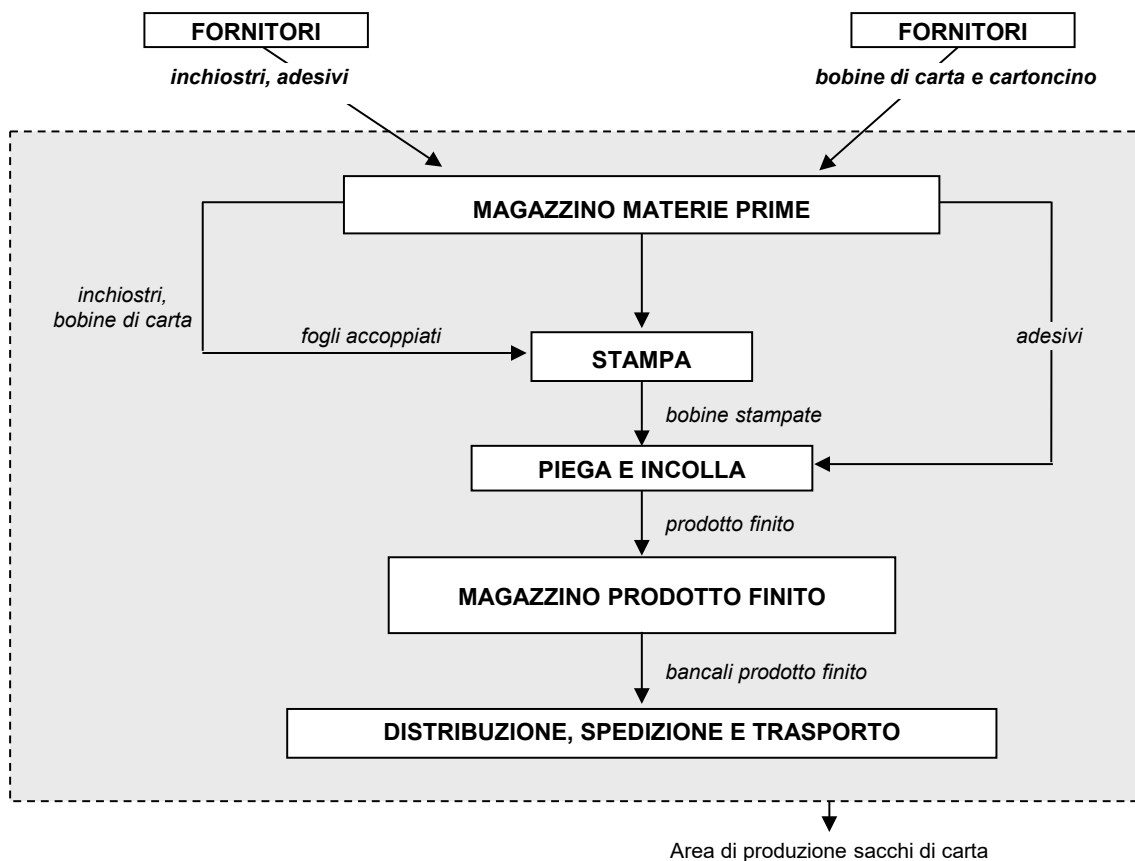 FORNITORI
FORNITORI
inchiostri, adesivi
bobine di carta e cartoncino
MAGAZZINO MATERIE PRIME
inchiostri,
bobine di carta
fogli accoppiati
adesivi
STAMPA
bobine stampate
PIEGA E INCOLLA
prodotto finito
MAGAZZINO PRODOTTO FINITO
bancali prodotto finito
DISTRIBUZIONE, SPEDIZIONE E TRASPORTO
Area di produzione sacchi di carta